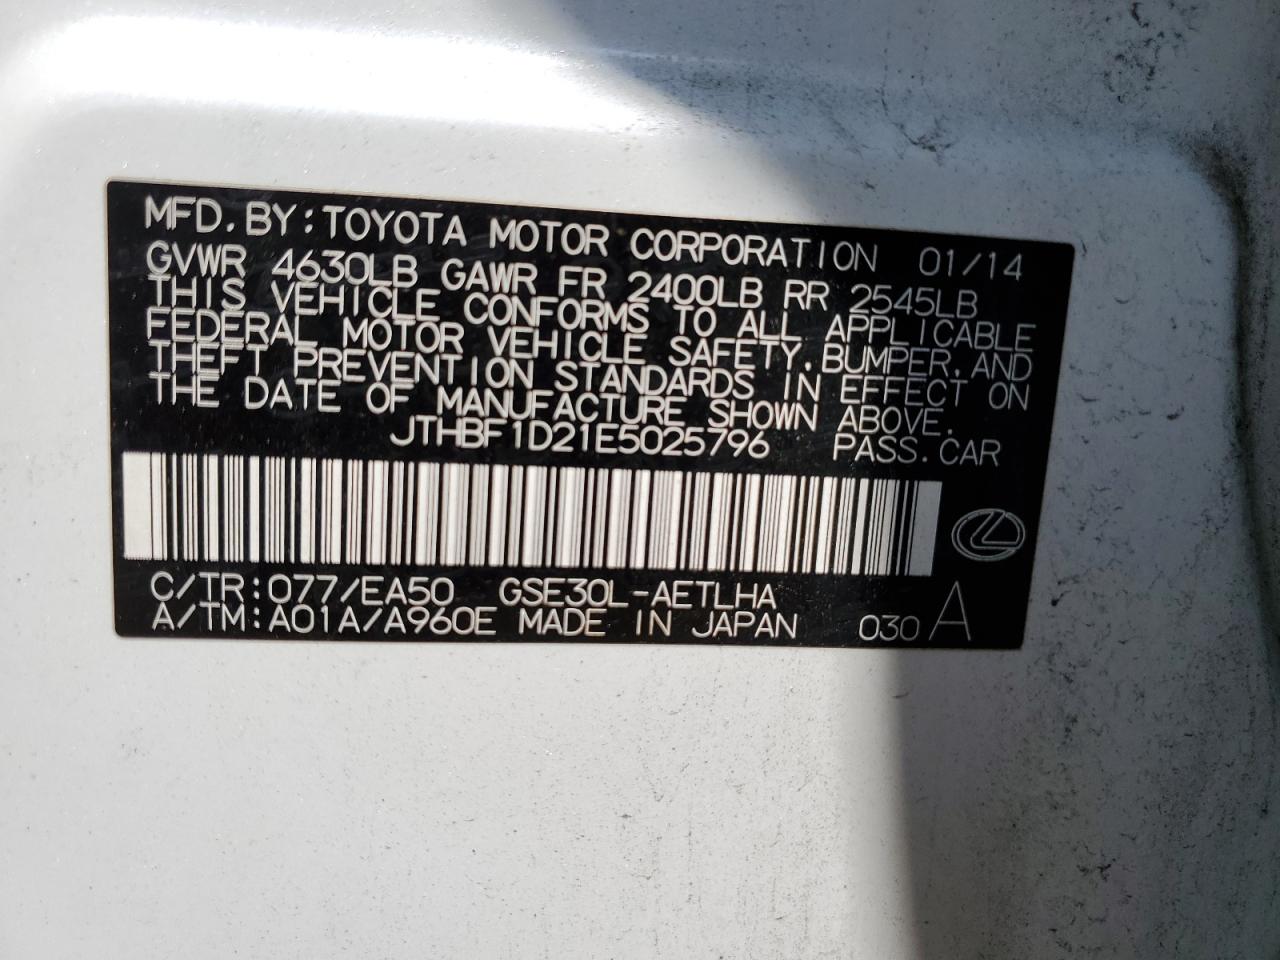 MFD. BY: TOYOTA MOTOR CORPORATION 01/14
GVWR 4630LB GAWR FR 2400LB RR 2545LB
THIS VEHICLE CONFORMS TO ALL APPLICABLE
FEDERAL MOTOR VEHICLE SAFETY, BUMPER, AND
THEFT PREVENTION STANDARDS IN EFFECT ON
THE DATE OF MANUFACTURE SHOWN ABOVE.
JTHBF1D21E5025796 PASS. CAR
C/TR: 077/EA50 GSE30L-AETLHA
A/TM: A01A/A960E MADE IN JAPAN 030 A